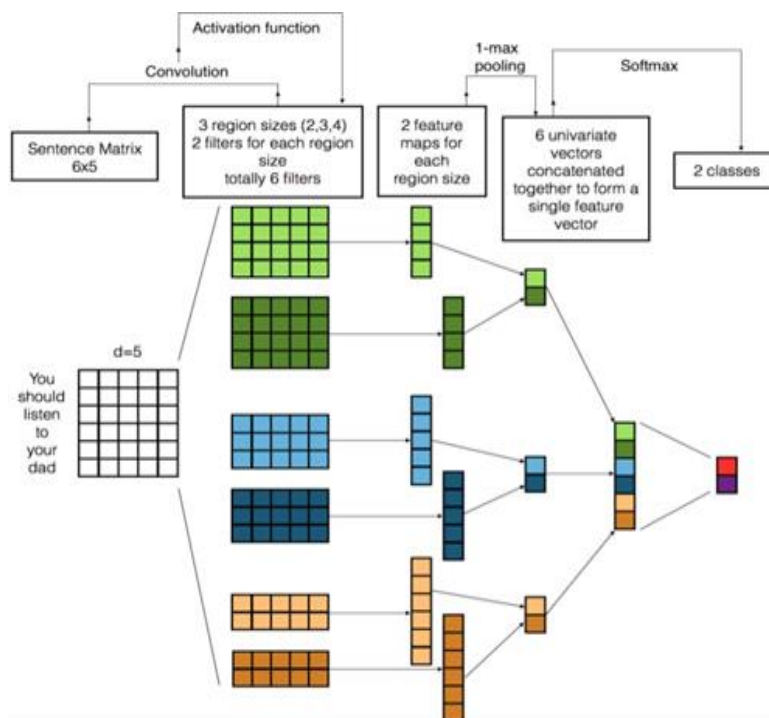 Activation function
Convolution
1-max
pooling
Softmax
Sentence Matrix
6x5
3 region sizes (2,3,4)
2 filters for each region
size
totally 6 filters
2 feature
maps for
each
region size
6 univariate
vectors
concatenated
together to form a
single feature
vector
2 classes
d=5
You
should
listen
to
your
dad